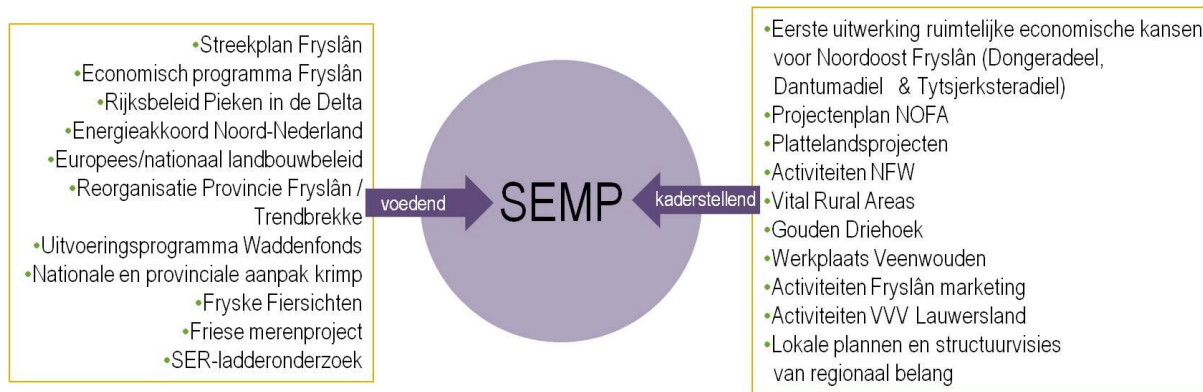 •Streekplan Fryslân
•Economisch programma Fryslân
•Rijksbeleid Pieken in de Delta
•Energieakkoord Noord-Nederland
•Europees/nationaal landbouwbeleid
•Reorganisatie Provincie Fryslân /
Trendbrekke
•Uitvoeringsprogramma Waddenfonds
•Nationale en provinciale aanpak krimp
•Fryske Fiersichten
•Friese merenproject
•SER-ladderonderzoek
voedend
SEMP
kaderstellend
•Eerste uitwerking ruimtelijke economische kansen
voor Noordoost Fryslân (Dongeradeel,
Dantumadiel & Tytsjerksteradiel)
•Projectenplan NOFA
•Plattelandsprojecten
•Activiteiten NFW
•Vital Rural Areas
•Gouden Driehoek
•Werkplaats Veenwouden
•Activiteiten Fryslân marketing
•Activiteiten VVV Lauwersland
•Lokale plannen en structuurvisies
van regionaal belang